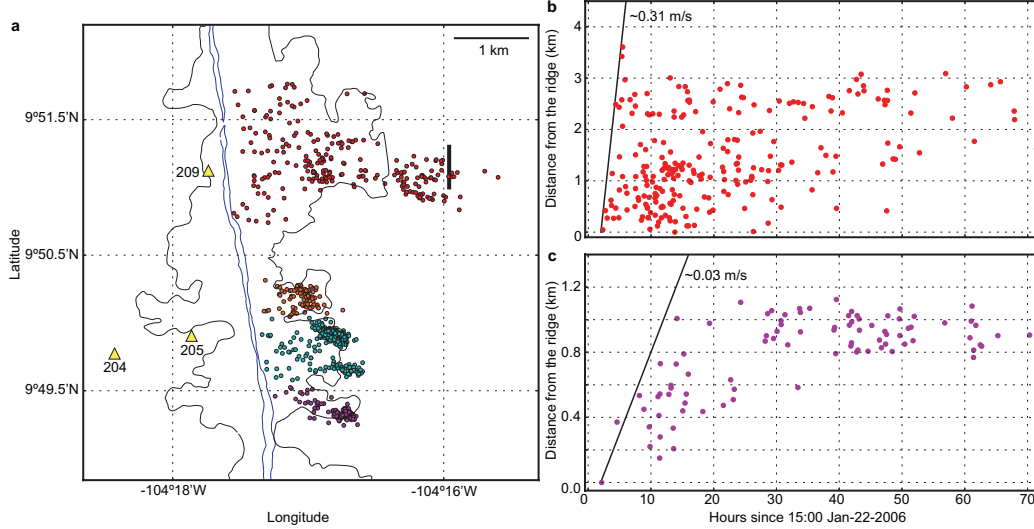 a
1 km
9°51.5'N
9°50.5'N
9°49.5'N
Latitude
209
205
204
-104°18'W
-104°16'W
Longitude
b
~0.31 m/s
Distance from the ridge (km)
5
4
3
2
1
0
c
~0.03 m/s
Distance from the ridge (km)
1.2
0.8
0.4
0.0
0
10
20
30
40
50
60
70
Hours since 15:00 Jan-22-2006